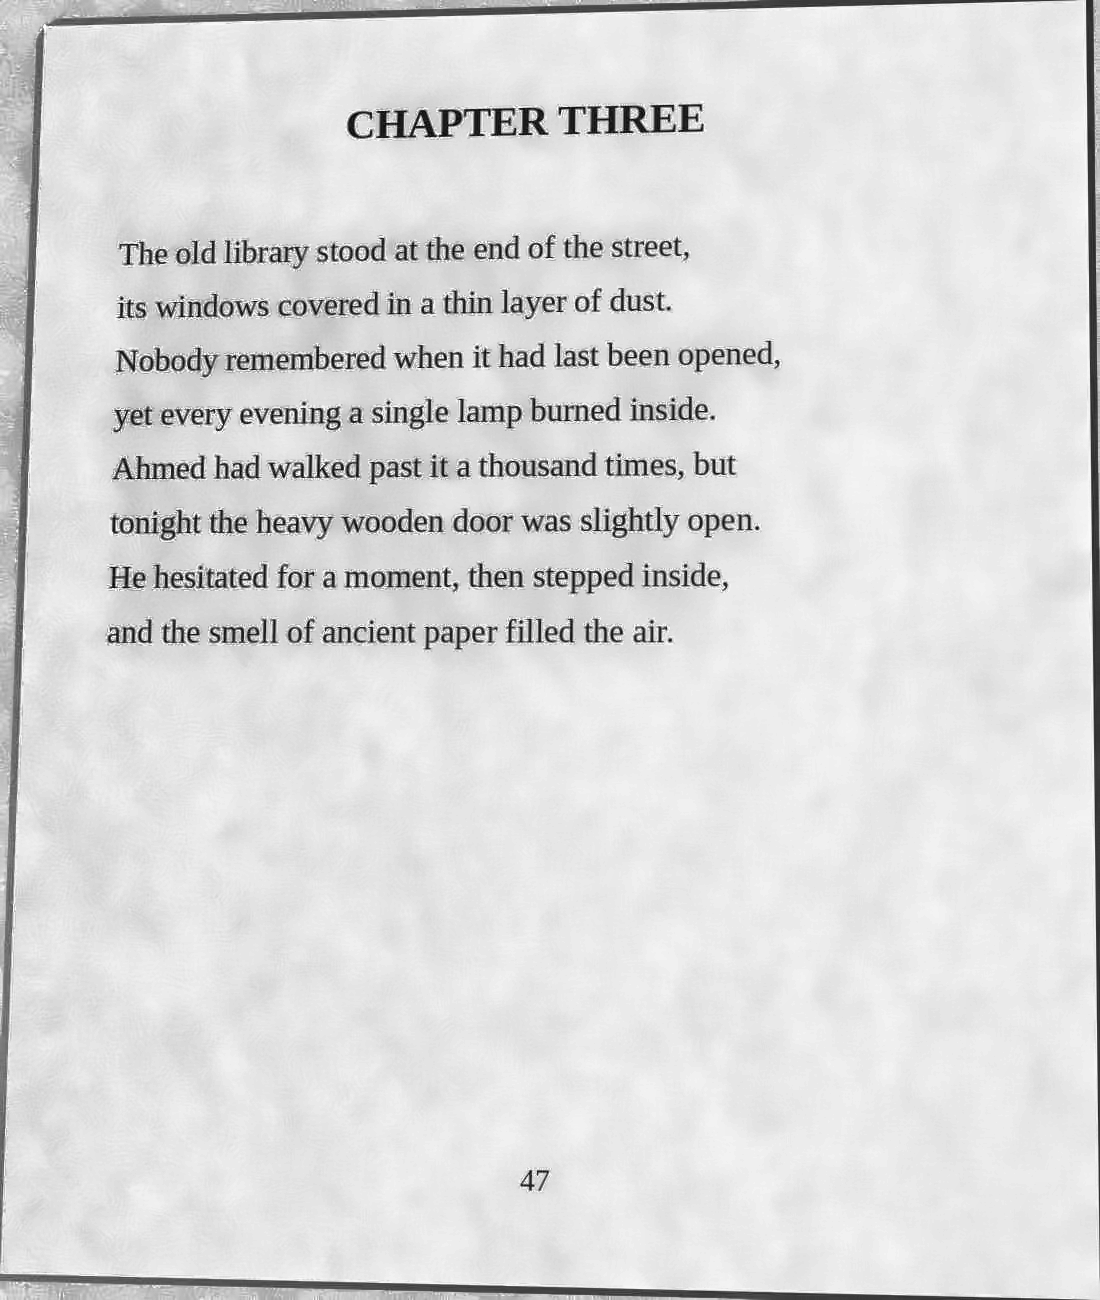 CHAPTER THREE
The old library stood at the end of the street,
its windows covered in a thin layer of dust.
Nobody remembered when it had last been opened,
yet every evening a single lamp burned inside.
Ahmed had walked past it a thousand times, but
tonight the heavy wooden door was slightly open.
He hesitated for a moment, then stepped inside,
and the smell of ancient paper filled the air.
47